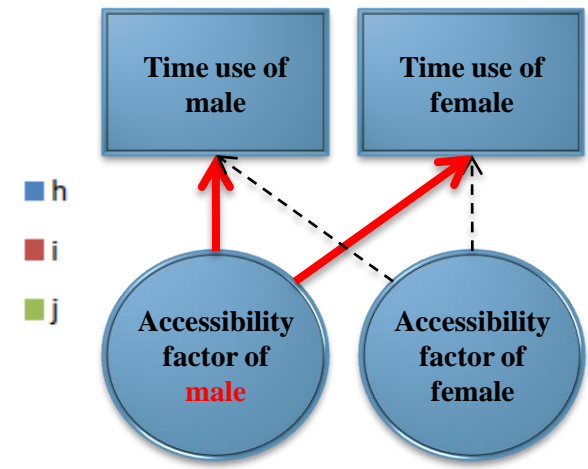 Time use of
male
Time use of
female
h
i
j
Accessibility
factor of
male
Accessibility
factor of
female